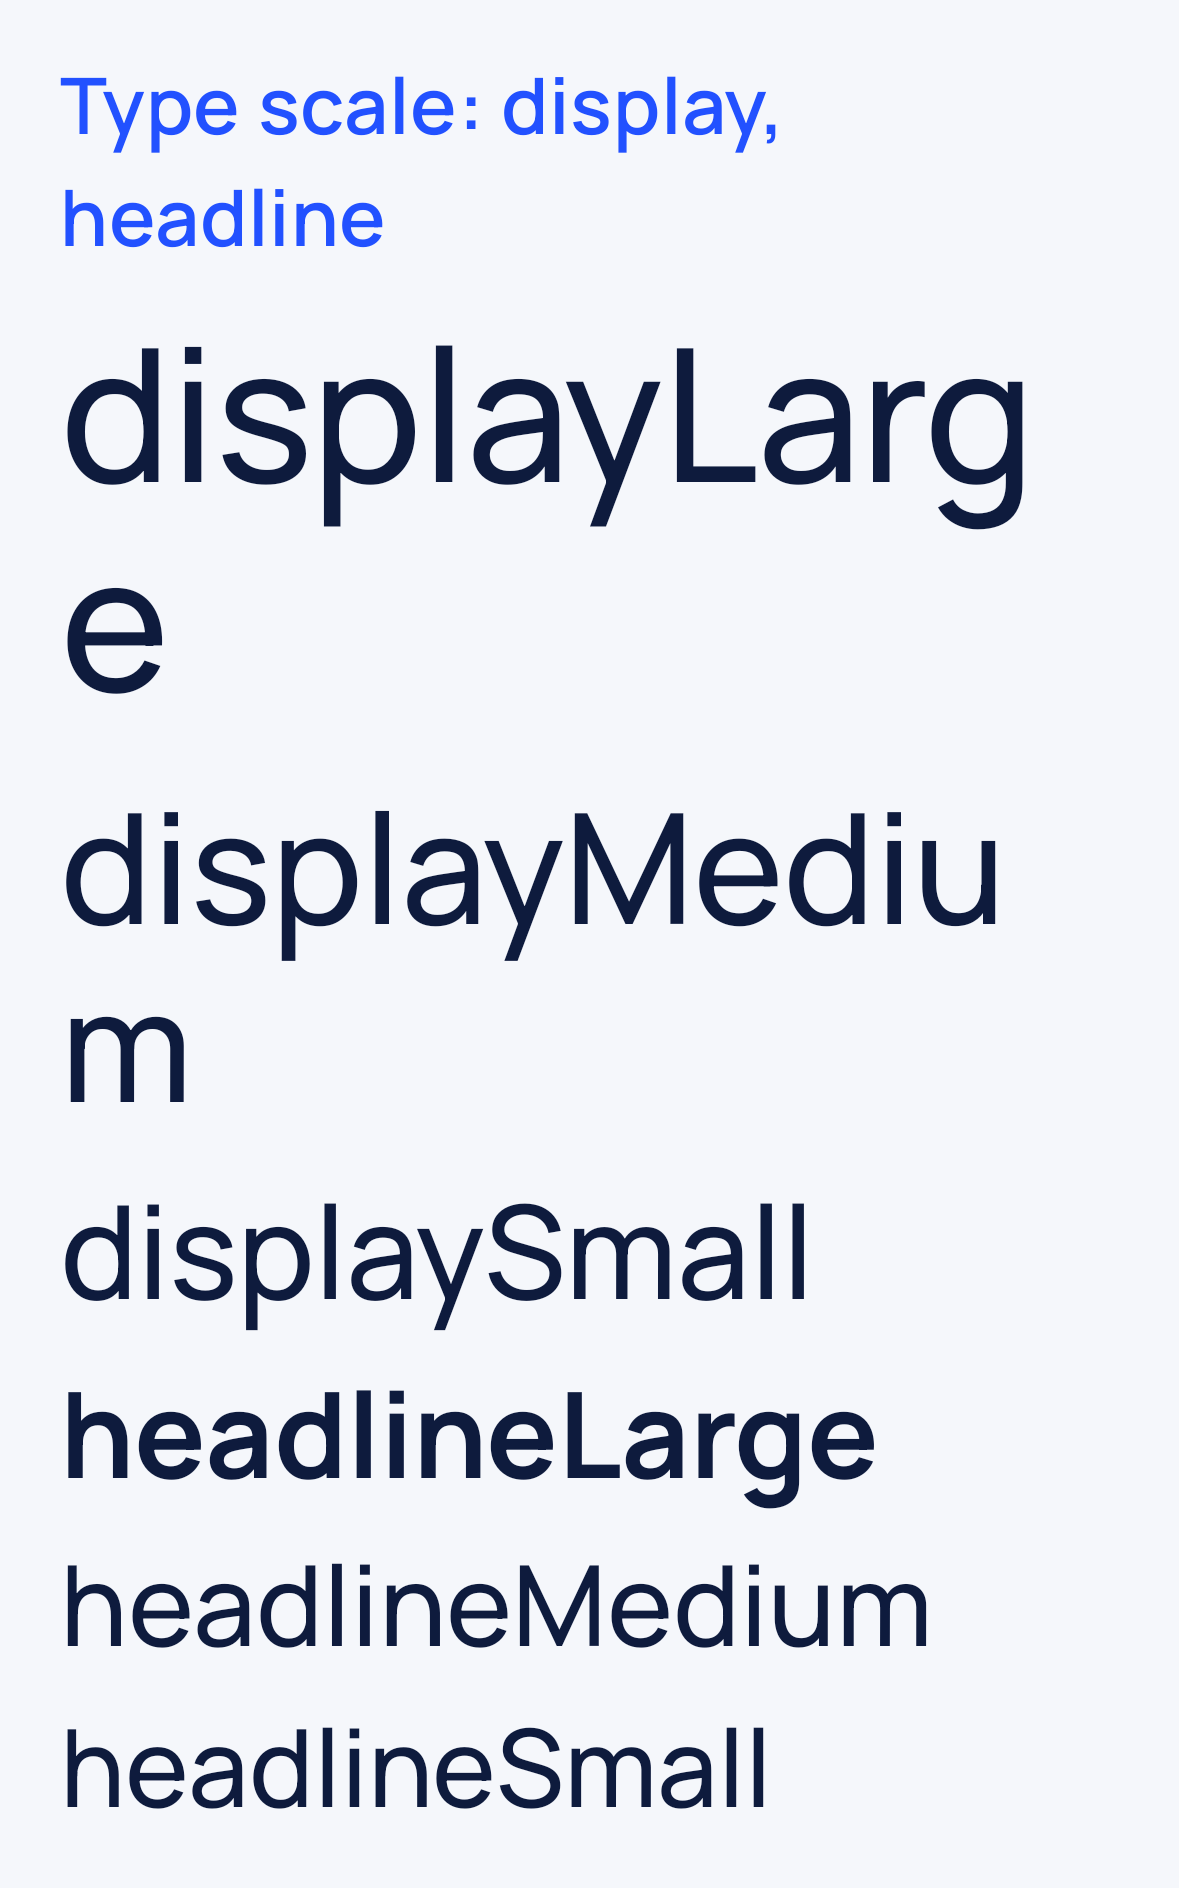 Type scale: display,
headline
displayLarg
e
displayMediu
m
displaySmall
headlineLarge
headlineMedium
headlineSmall